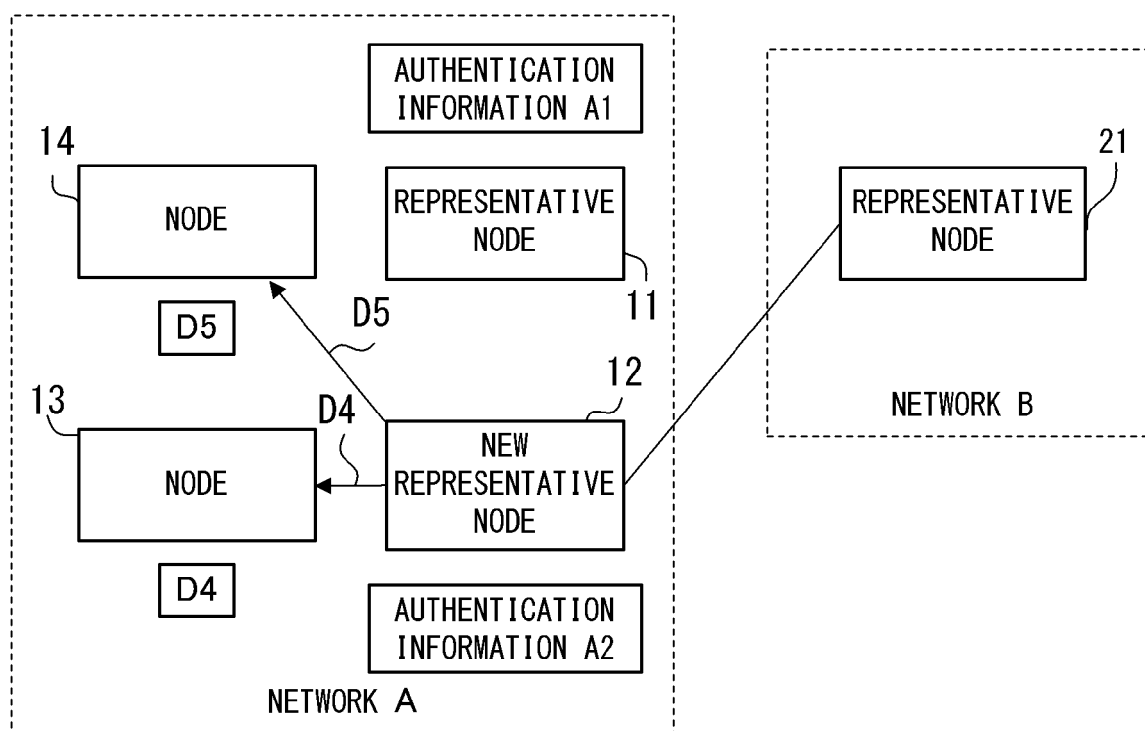 AUTHENTICATION
INFORMATION A1
14
NODE
REPRESENTATIVE
NODE
11
21
REPRESENTATIVE
NODE
D5
D5
13
NODE
D4
12
NEW
REPRESENTATIVE
NODE
NETWORK B
D4
AUTHENTICATION
INFORMATION A2
NETWORK A